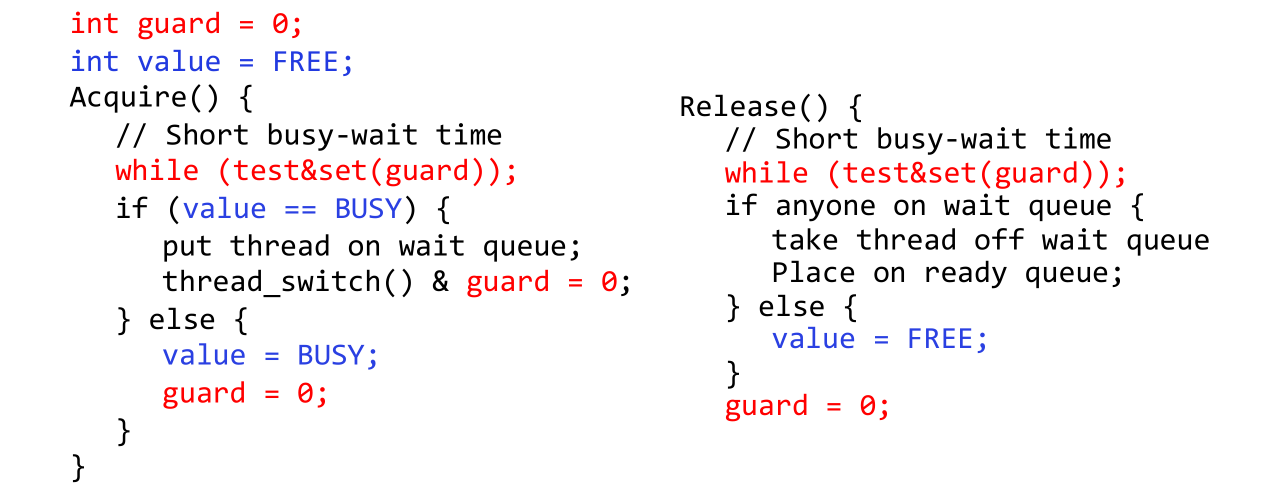 int guard = 0;
int value = FREE;
Acquire() {
// Short busy-wait time
while (test&set(guard));
if (value == BUSY) {
put thread on wait queue;
thread_switch() & guard = 0;
} else {
value = BUSY;
guard = 0;
}
}
Release() {
// Short busy-wait time
while (test&set(guard));
if anyone on wait queue {
take thread off wait queue
Place on ready queue;
} else {
value = FREE;
}
guard = 0;